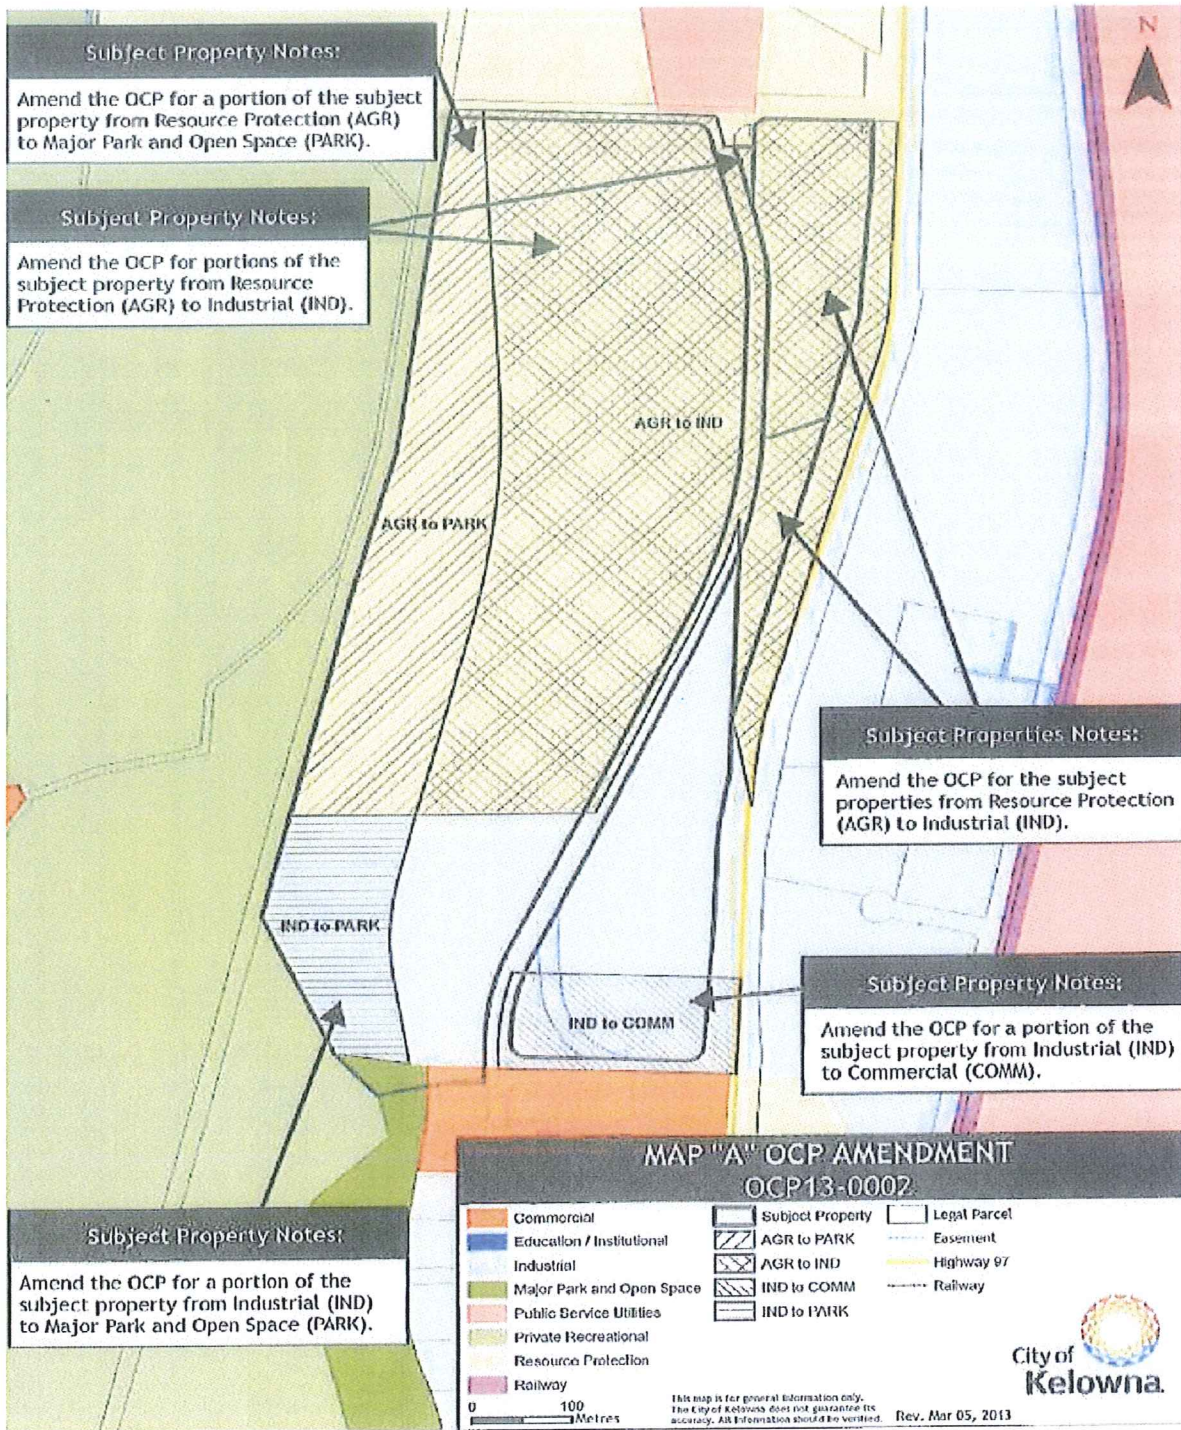 N
Subject Property Notes:
Amend the OCP for a portion of the subject
property from Resource Protection (AGR)
to Major Park and Open Space (PARK).
Subject Property Notes:
Amend the OCP for portions of the
subject property from Resource
Protection (AGR) to Industrial (IND).
AGR to IND
AGR to PARK
Subject Properties Notes:
Amend the OCP for the subject
properties from Resource Protection
(AGR) to Industrial (IND).
IND to PARK
IND to COMM
Subject Property Notes:
Amend the OCP for a portion of the
subject property from Industrial (IND)
to Commercial (COMM).
Subject Property Notes:
Amend the OCP for a portion of the
subject property from Industrial (IND)
to Major Park and Open Space (PARK).
MAP "A" OCP AMENDMENT
OCP13-0002
Commercial
Education / Institutional
Industrial
Major Park and Open Space
Public Service Utilities
Private Recreational
Resource Protection
Railway
Subject Property
AGR to PARK
AGR to IND
IND to COMM
IND to PARK
Legal Parcel
Easement
Highway 97
Railway
0 100
Metres
This map is for general information only.
The City of Kelowna does not guarantee its
accuracy. All information should be verified.
Rev. Mar 05, 2013
City of
Kelowna